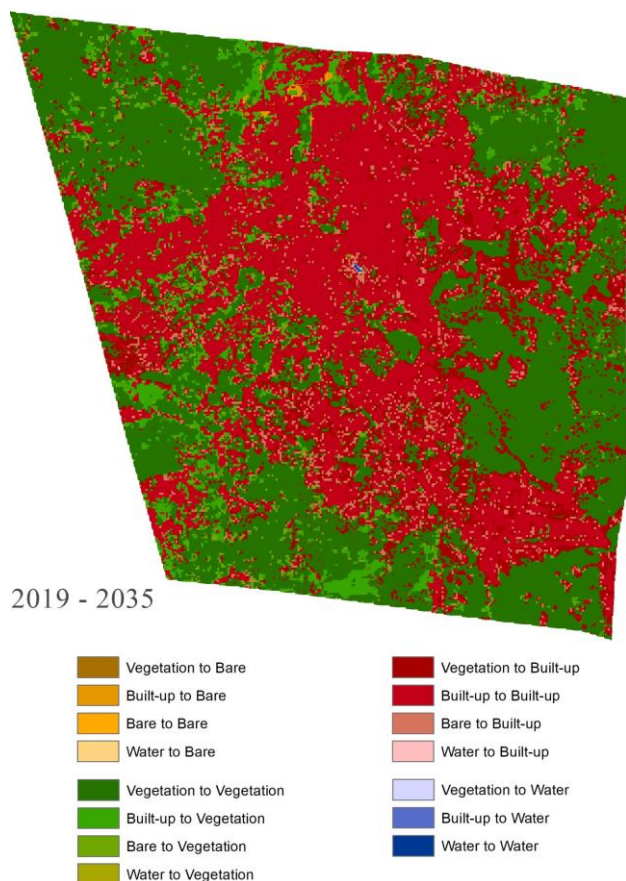 2019 - 2035
Vegetation to Bare
Built-up to Bare
Bare to Bare
Water to Bare
Vegetation to Vegetation
Built-up to Vegetation
Bare to Vegetation
Water to Vegetation
Vegetation to Built-up
Built-up to Built-up
Bare to Built-up
Water to Built-up
Vegetation to Water
Built-up to Water
Water to Water